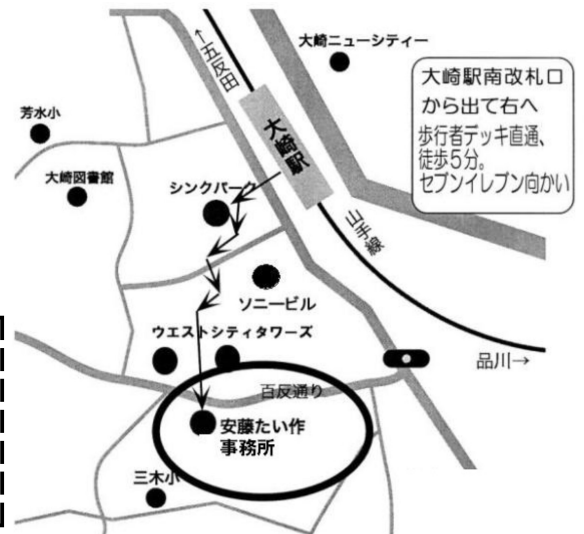 ←五反田
大崎ニューシティー
大崎駅南改札口
から出て右へ
歩行者デッキ直通、
徒歩5分。
セブンイレブン向かい
芳水小
大崎駅
大崎図書館
シンクパーク
山手線
ソニービル
ウエストシティタワーズ
品川→
百反通り
安藤たい作
事務所
三木小